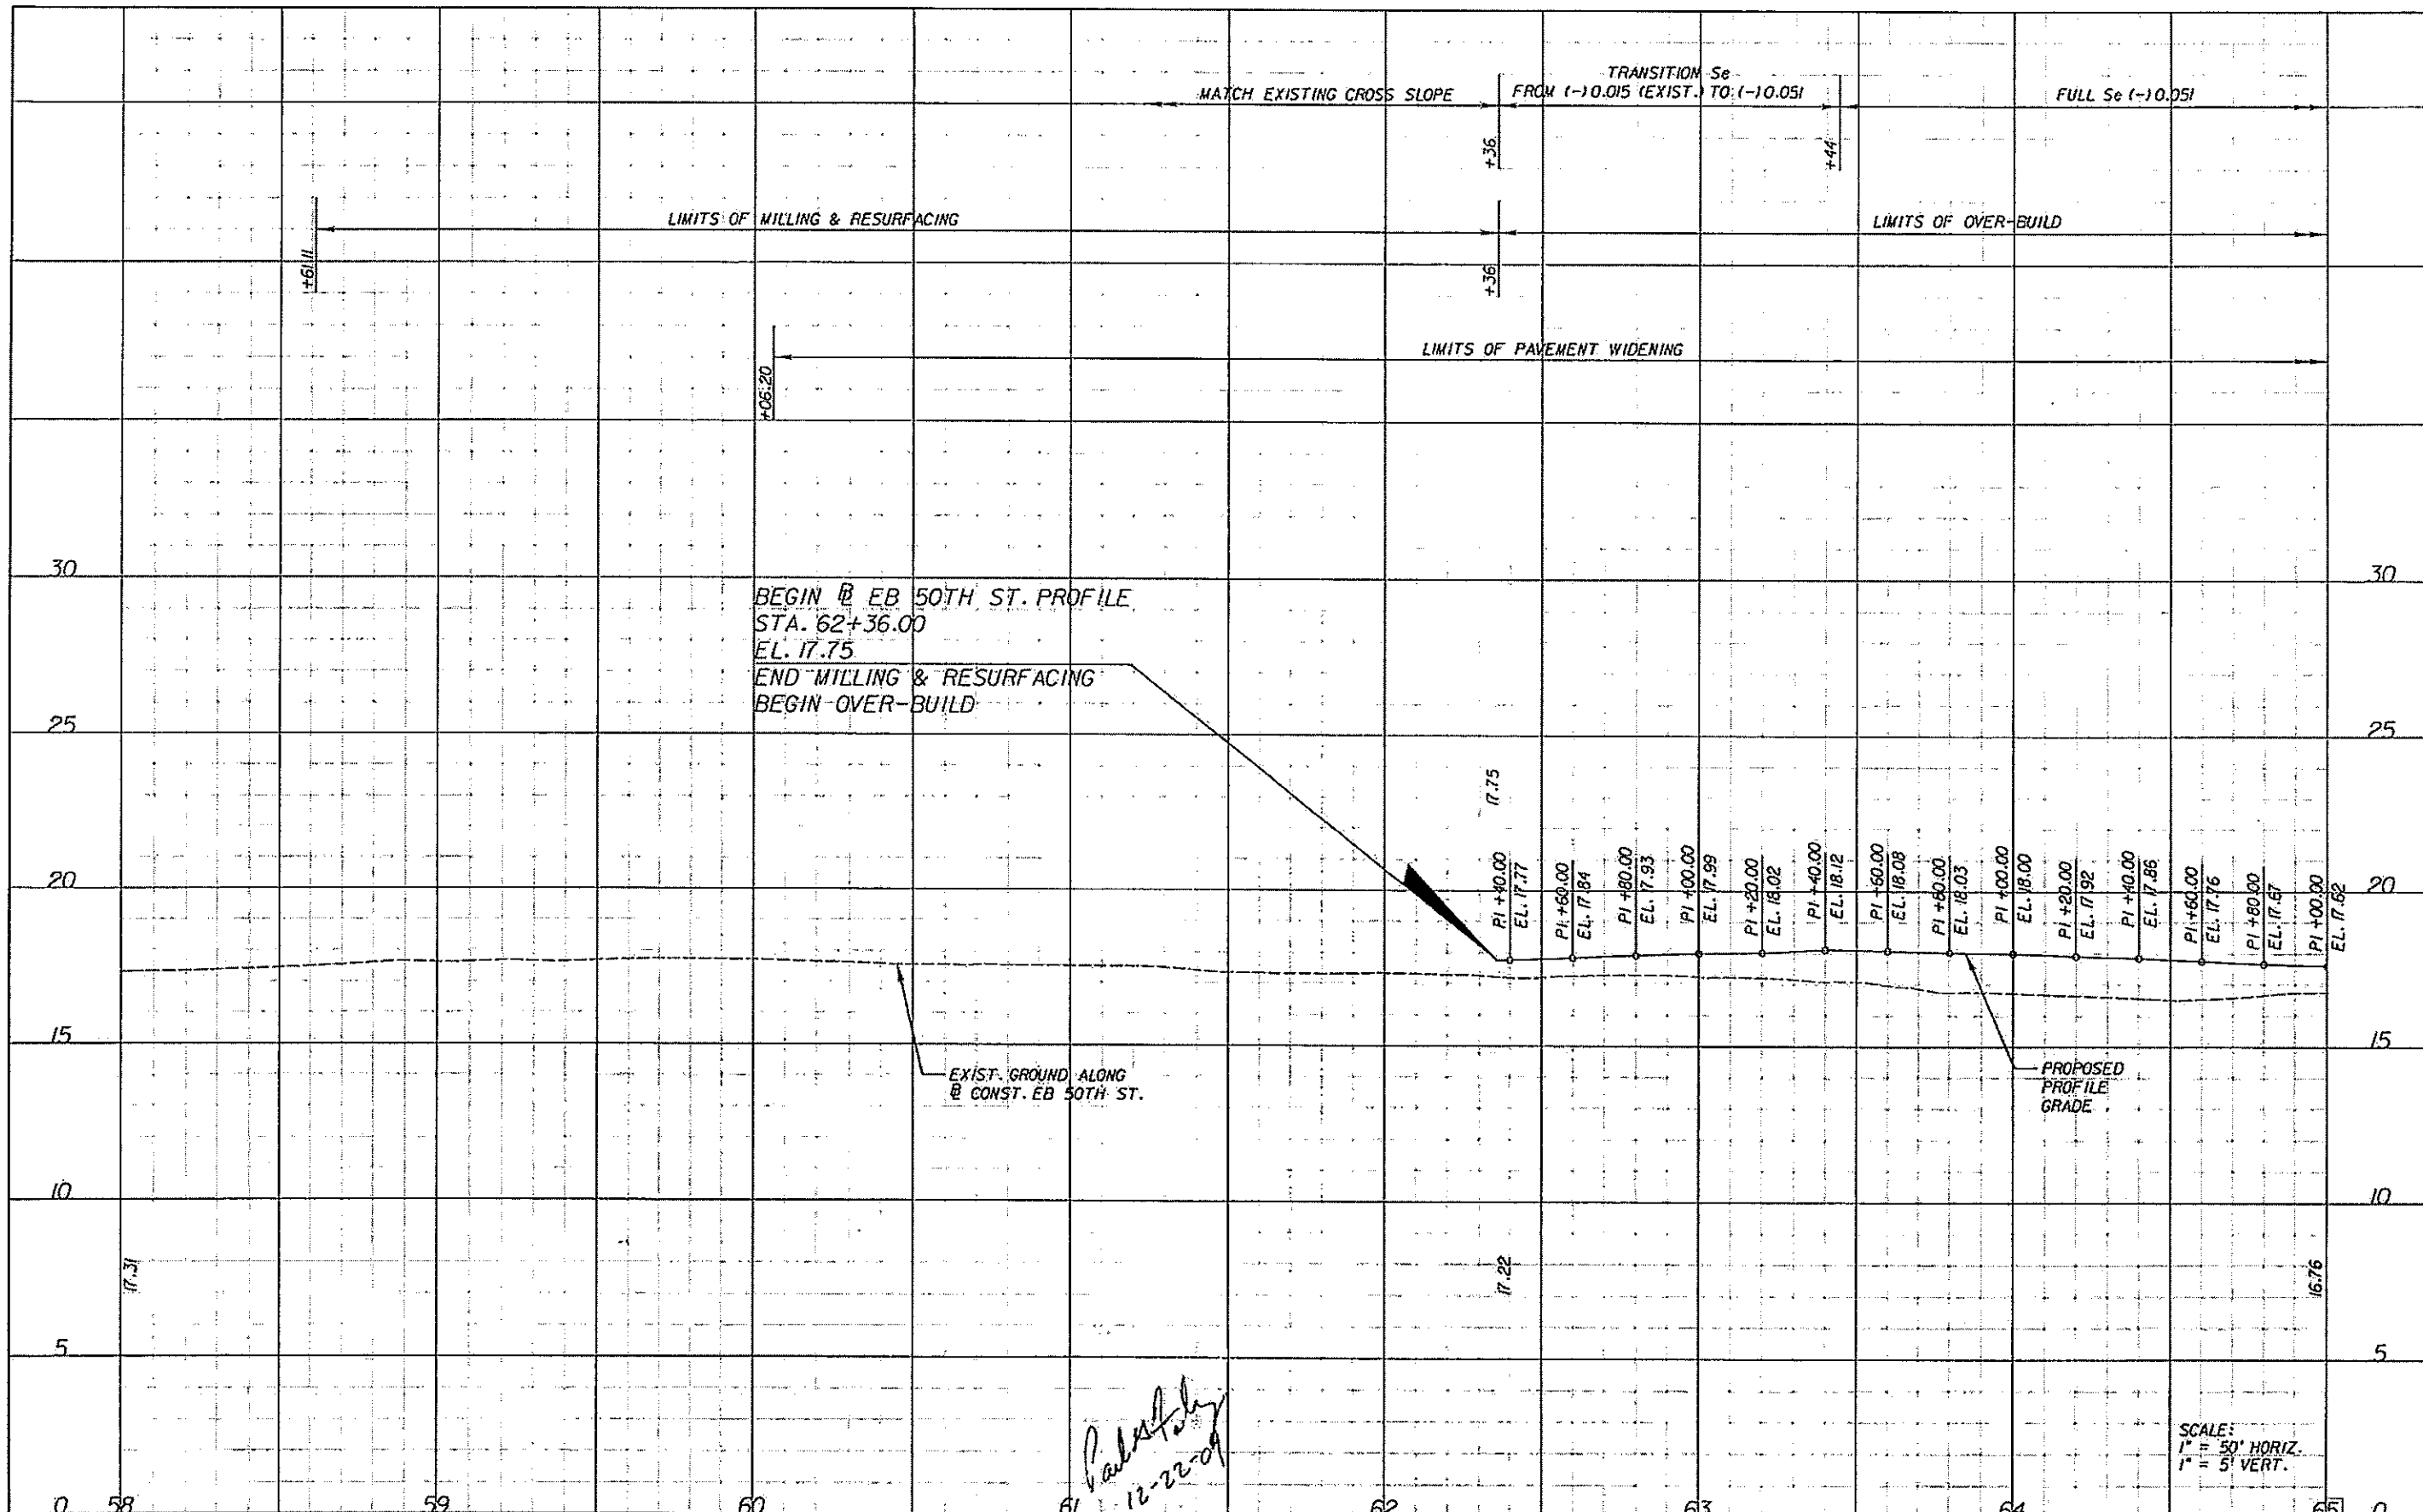 TRANSITION Se
MATCH EXISTING CROSS SLOPE
FROM (-) 0.015 (EXIST.) TO (-) 0.051
FULL Se (-) 0.051
+36
+44
LIMITS OF MILLING & RESURFACING
LIMITS OF OVER-BUILD
+61.11
+36
LIMITS OF PAVEMENT WIDENING
+06.20
30
30
BEGIN ⅊ EB 50TH ST. PROFILE
STA. 62+36.00
EL. 17.75
END MILLING & RESURFACING
BEGIN OVER-BUILD
25
25
17.75
20
20
PI +40.00
EL. 17.77
PI +60.00
EL. 17.84
PI +80.00
EL. 17.93
PI +00.00
EL. 17.99
PI +20.00
EL. 18.02
PI +40.00
EL. 18.12
PI +60.00
EL. 18.08
PI +80.00
EL. 18.03
PI +00.00
EL. 18.00
PI +20.00
EL. 17.92
PI +40.00
EL. 17.86
PI +60.00
EL. 17.76
PI +80.00
EL. 17.67
PI +00.00
EL. 17.62
15
15
EXIST. GROUND ALONG
⅊ CONST. EB 50TH ST.
PROPOSED
PROFILE
GRADE
10
10
17.31
17.22
16.76
5
5
12-22-09
SCALE:
1" = 50' HORIZ.
1" = 5' VERT.
0
58
59
60
61
62
63
64
65
0